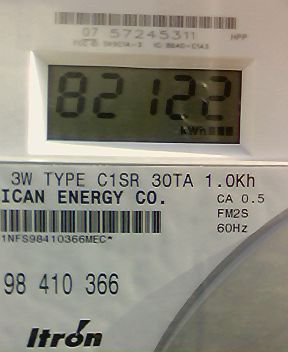 07 57245311
HPP
82122
kWh
3W TYPE C1SR 30TA 1.0Kh
ICAN ENERGY CO.
CA 0.5
FM2S
60Hz
1NFS98410366MEC*
98 410 366
Itron